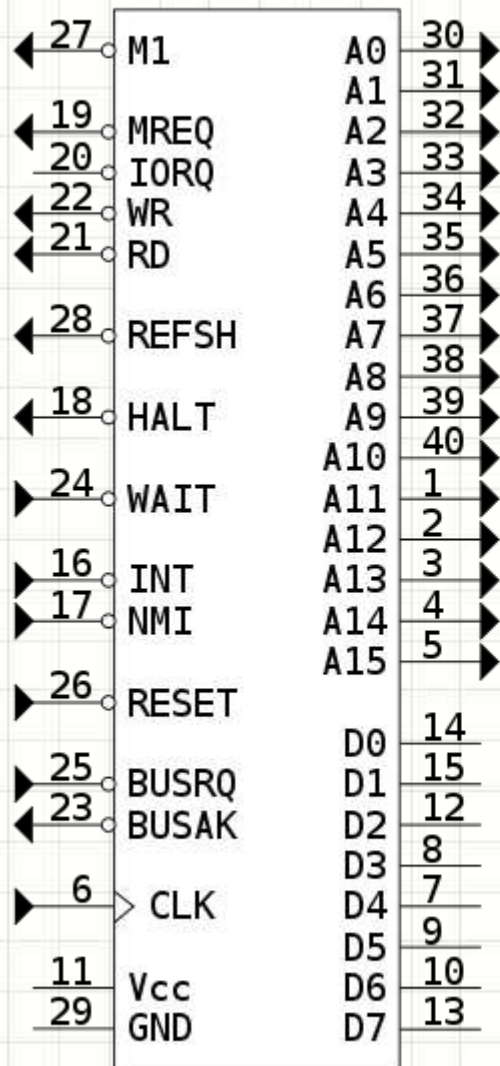 27 M1 A0 30
A1 31
19 MREQ A2 32
20 IORQ A3 33
22 WR A4 34
21 RD A5 35
A6 36
28 REFSH A7 37
A8 38
18 HALT A9 39
A10 40
24 WAIT A11 1
A12 2
16 INT A13 3
17 NMI A14 4
A15 5
26 RESET
D0 14
25 BUSRQ D1 15
23 BUSAK D2 12
D3 8
6 CLK D4 7
D5 9
11 Vcc D6 10
29 GND D7 13